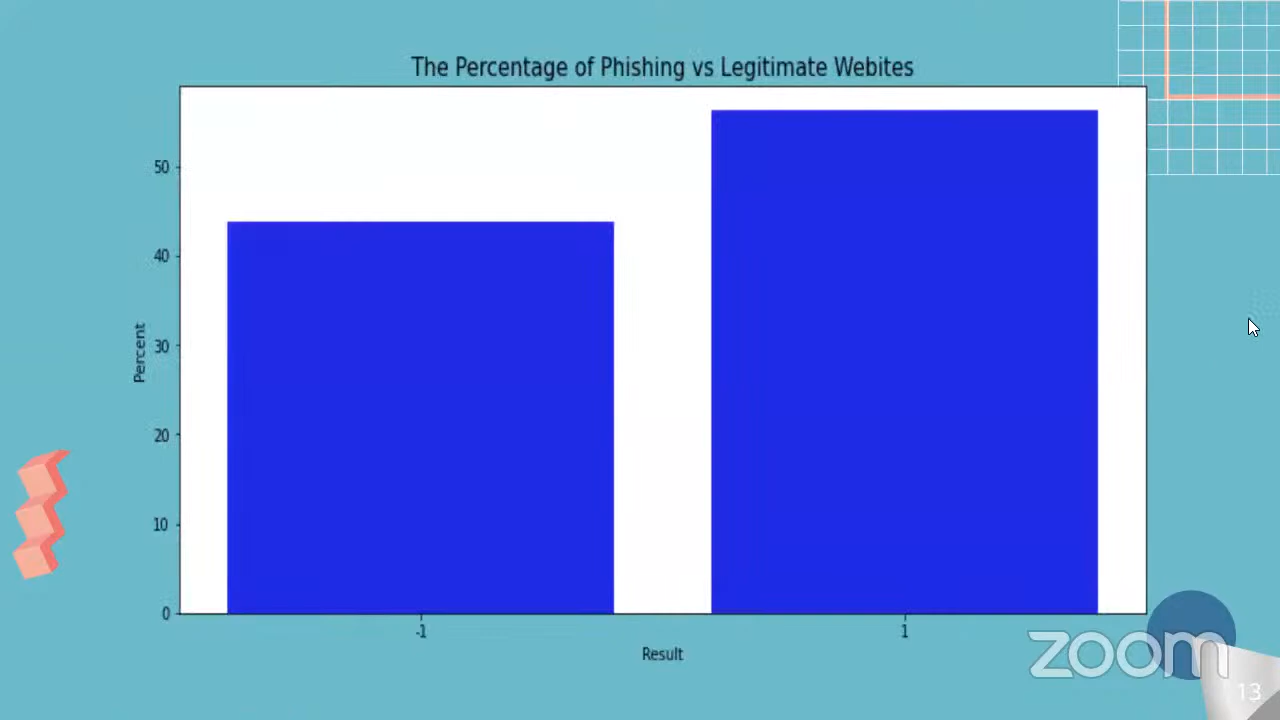 The Percentage of Phishing vs Legitimate Webites
50
40
30
20
10
0
Percent
-1
1
Result
zoom
13